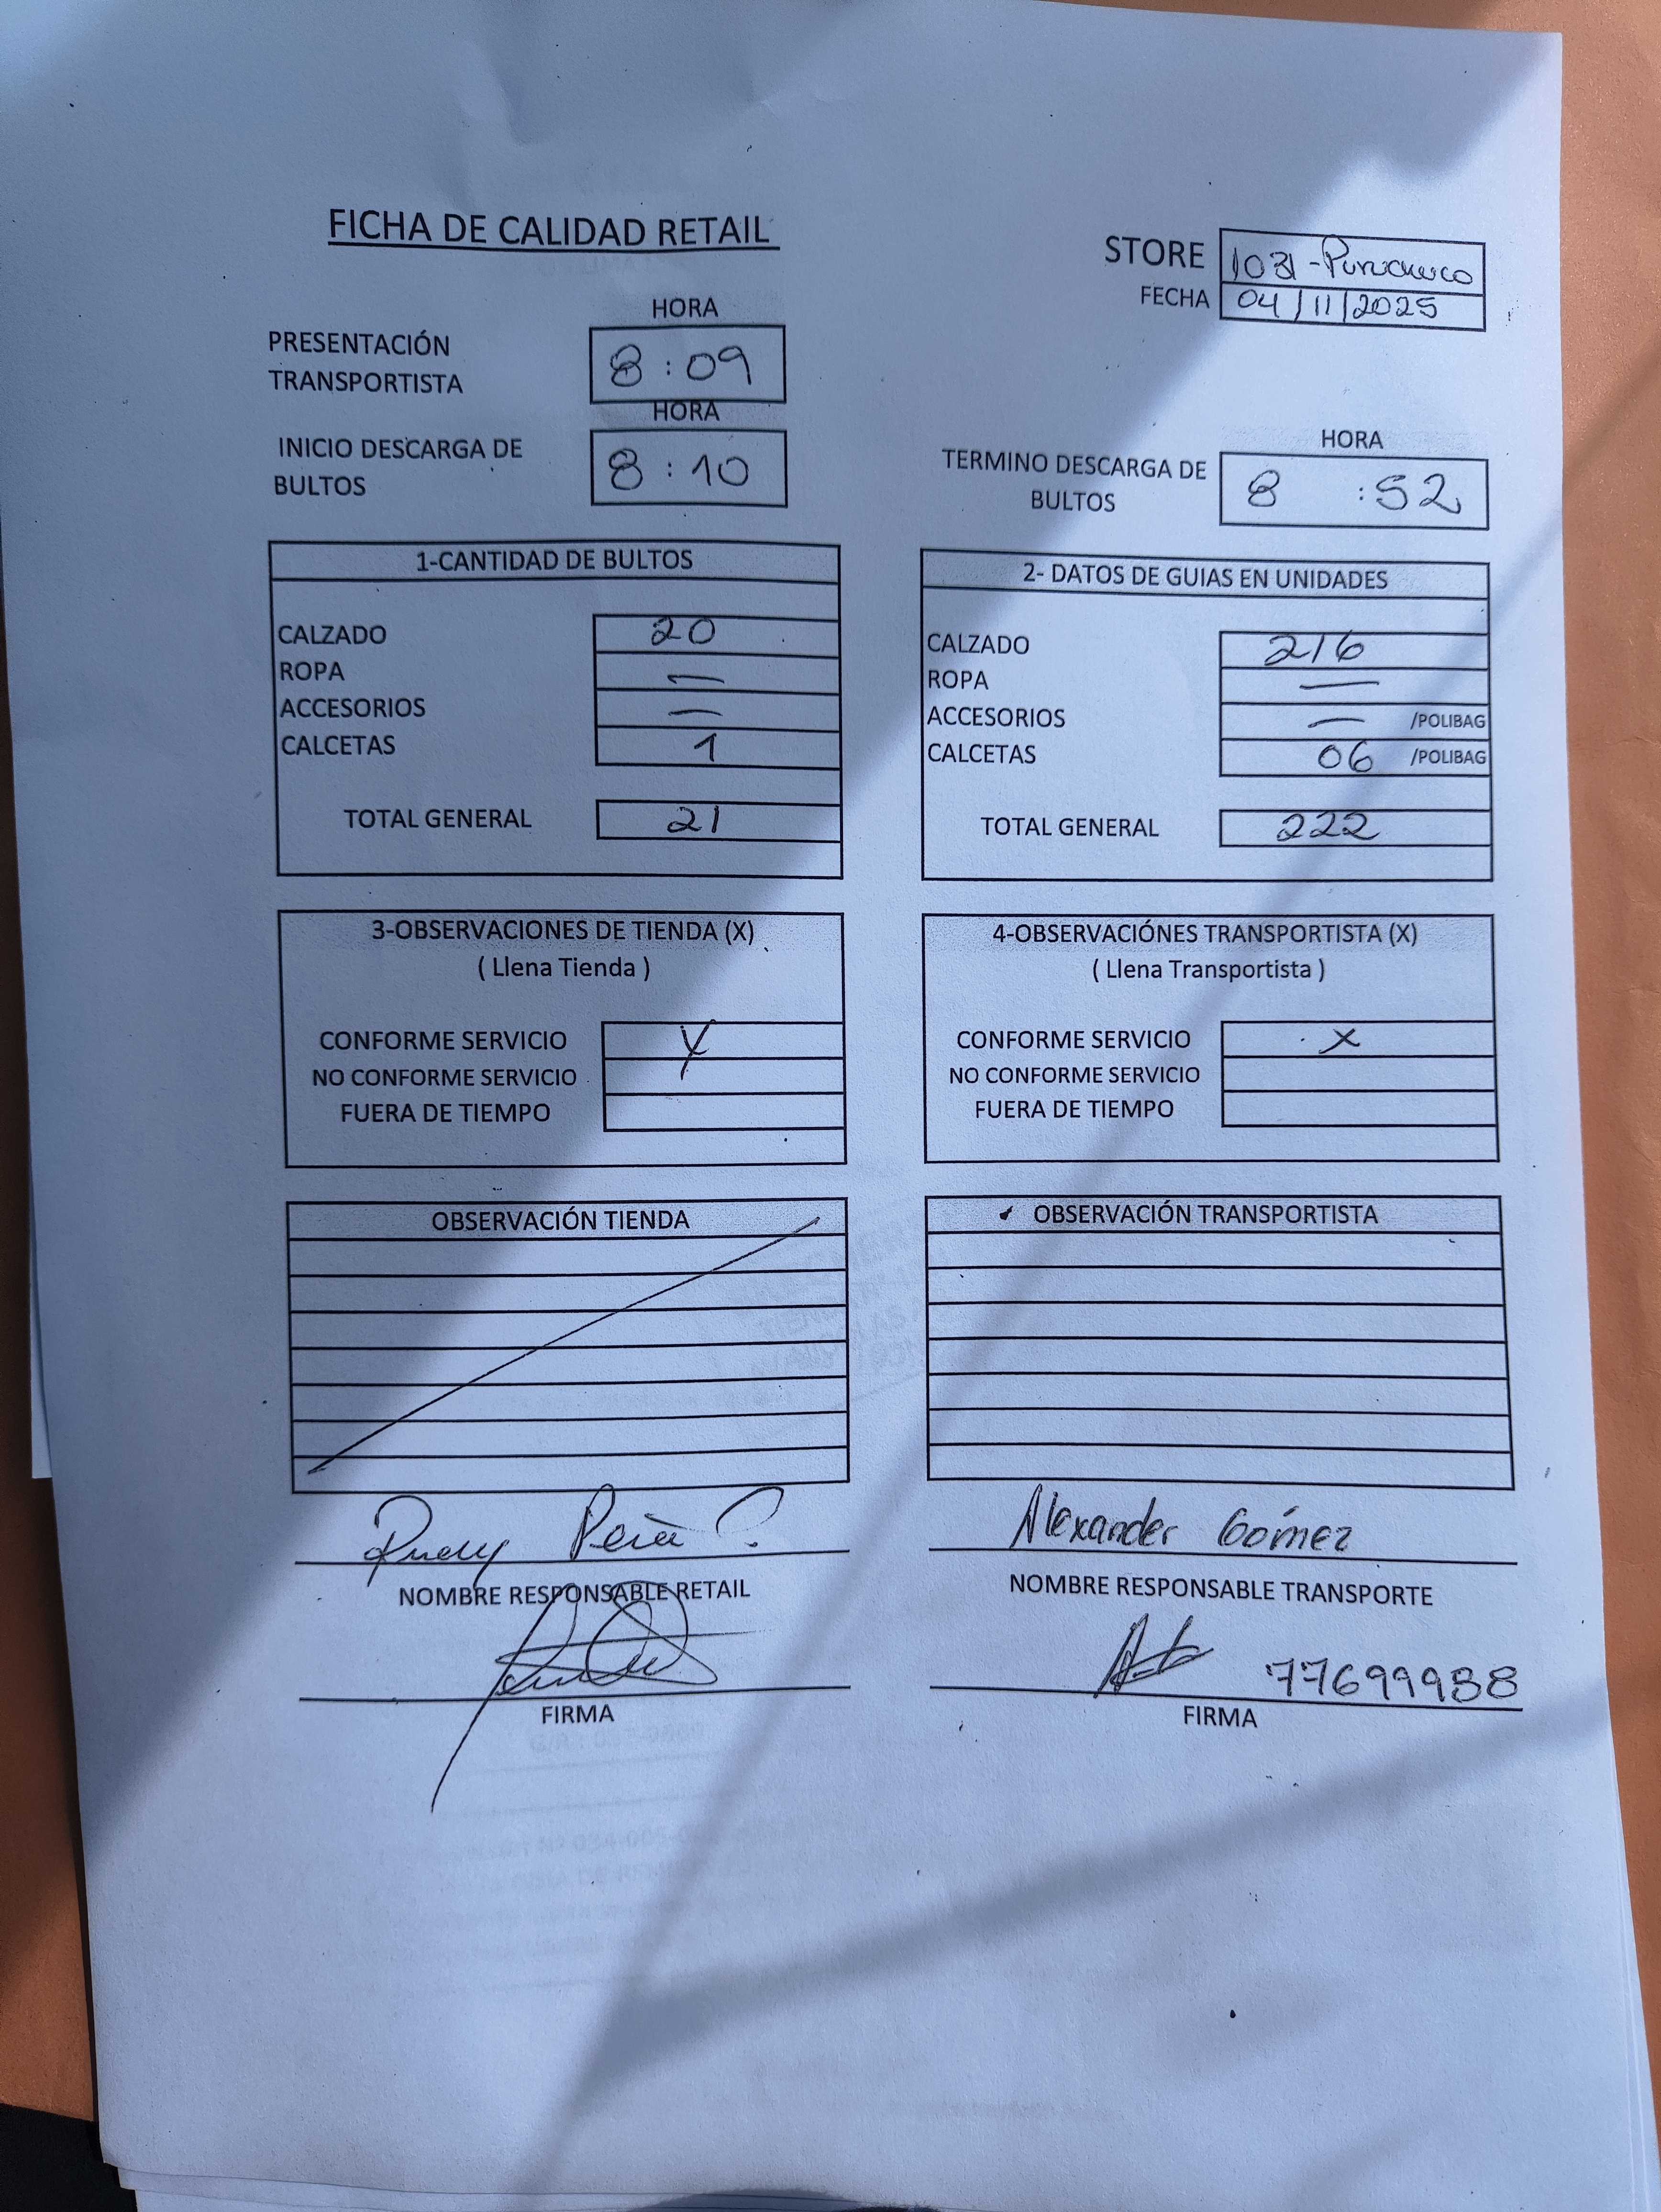 FICHA DE CALIDAD RETAIL
STORE 1031-Puruchuco
FECHA 04/11/2025
HORA
PRESENTACIÓN TRANSPORTISTA 8:09
HORA
INICIO DESCARGA DE BULTOS 8:10
HORA
TERMINO DESCARGA DE BULTOS 8:52
1-CANTIDAD DE BULTOS
CALZADO 20
ROPA —
ACCESORIOS —
CALCETAS 1
TOTAL GENERAL 21
2- DATOS DE GUIAS EN UNIDADES
CALZADO 216
ROPA —
ACCESORIOS — /POLIBAG
CALCETAS 06 /POLIBAG
TOTAL GENERAL 222
3-OBSERVACIONES DE TIENDA (X)
( Llena Tienda )
CONFORME SERVICIO X
NO CONFORME SERVICIO
FUERA DE TIEMPO
4-OBSERVACIÓNES TRANSPORTISTA (X)
( Llena Transportista )
CONFORME SERVICIO X
NO CONFORME SERVICIO
FUERA DE TIEMPO
OBSERVACIÓN TIENDA
OBSERVACIÓN TRANSPORTISTA
Rudy Peña
NOMBRE RESPONSABLE RETAIL
FIRMA
Alexander Gómez
NOMBRE RESPONSABLE TRANSPORTE
77699938
FIRMA